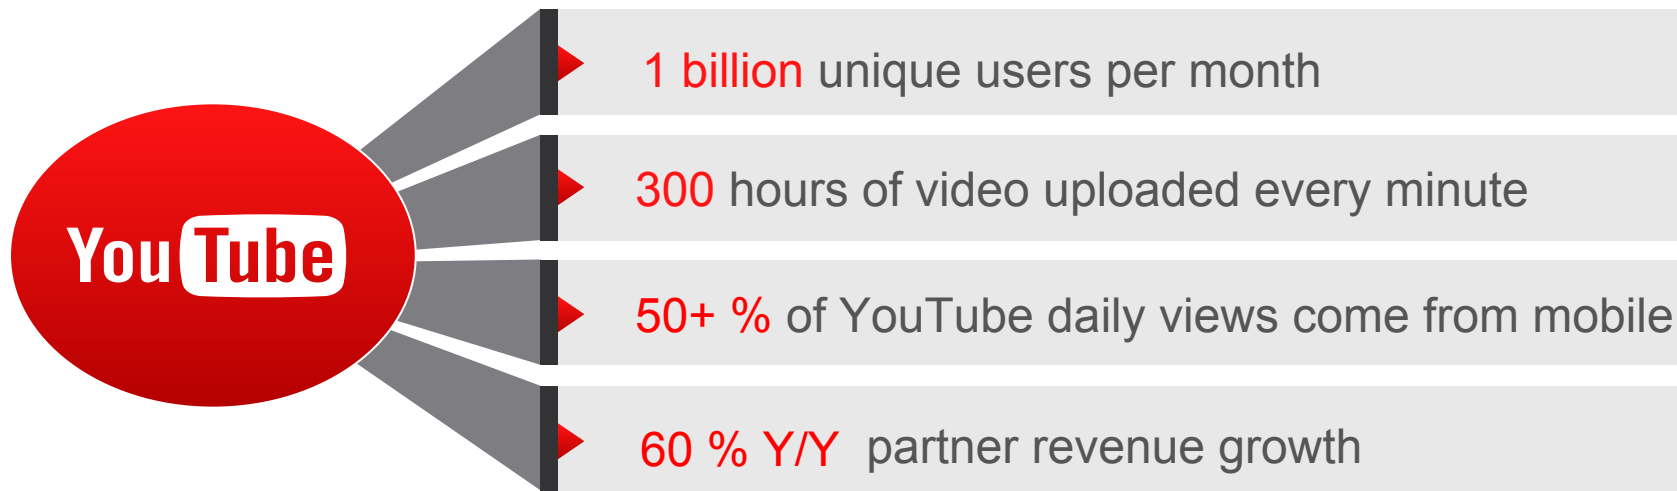 YouTube
1 billion unique users per month
300 hours of video uploaded every minute
50+ % of YouTube daily views come from mobile
60 % Y/Y partner revenue growth